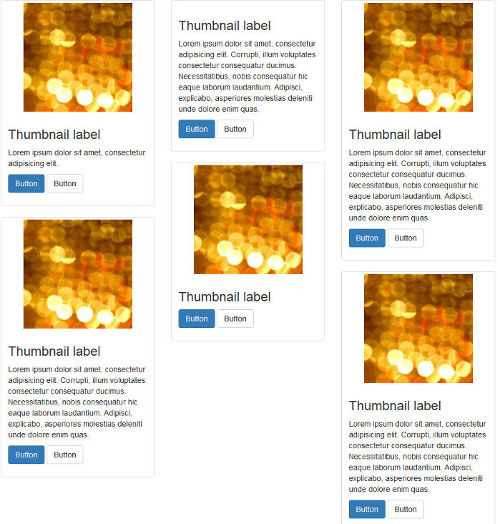 Thumbnail label
Lorem ipsum dolor sit amet, consectetur
adipisicing elit.
Button Button
Thumbnail label
Lorem ipsum dolor sit amet, consectetur
adipisicing elit. Corrupti, illum voluptates
consectetur consequatur ducimus.
Necessitatibus, nobis consequatur hic
eaque laborum laudantium. Adipisci,
explicabo, asperiores molestias deleniti
unde dolore enim quas.
Button Button
Thumbnail label
Lorem ipsum dolor sit amet, consectetur
adipisicing elit. Corrupti, illum voluptates
consectetur consequatur ducimus.
Necessitatibus, nobis consequatur hic
eaque laborum laudantium. Adipisci,
explicabo, asperiores molestias deleniti
unde dolore enim quas.
Button Button
Thumbnail label
Button Button
Thumbnail label
Lorem ipsum dolor sit amet, consectetur
adipisicing elit. Corrupti, illum voluptates
consectetur consequatur ducimus.
Necessitatibus, nobis consequatur hic
eaque laborum laudantium. Adipisci,
explicabo, asperiores molestias deleniti
unde dolore enim quas.
Button Button
Thumbnail label
Lorem ipsum dolor sit amet, consectetur
adipisicing elit. Corrupti, illum voluptates
consectetur consequatur ducimus.
Necessitatibus, nobis consequatur hic
eaque laborum laudantium. Adipisci,
explicabo, asperiores molestias deleniti
unde dolore enim quas.
Button Button